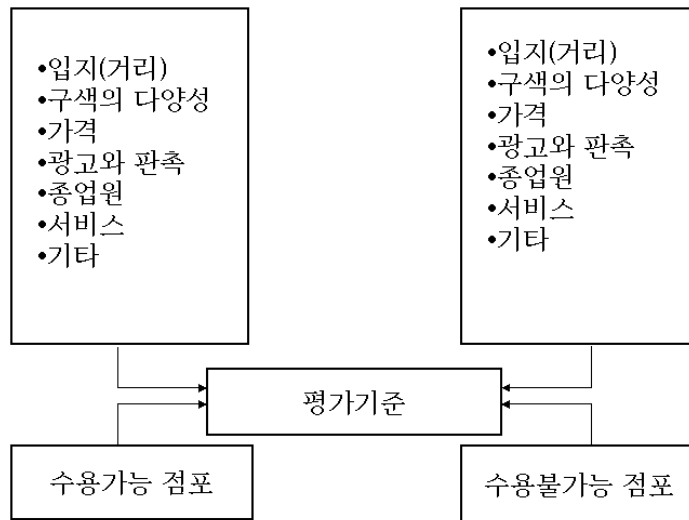 •입지(거리)
•구색의 다양성
•가격
•광고와 판촉
•종업원
•서비스
•기타
•입지(거리)
•구색의 다양성
•가격
•광고와 판촉
•종업원
•서비스
•기타
평가기준
수용가능 점포
수용불가능 점포